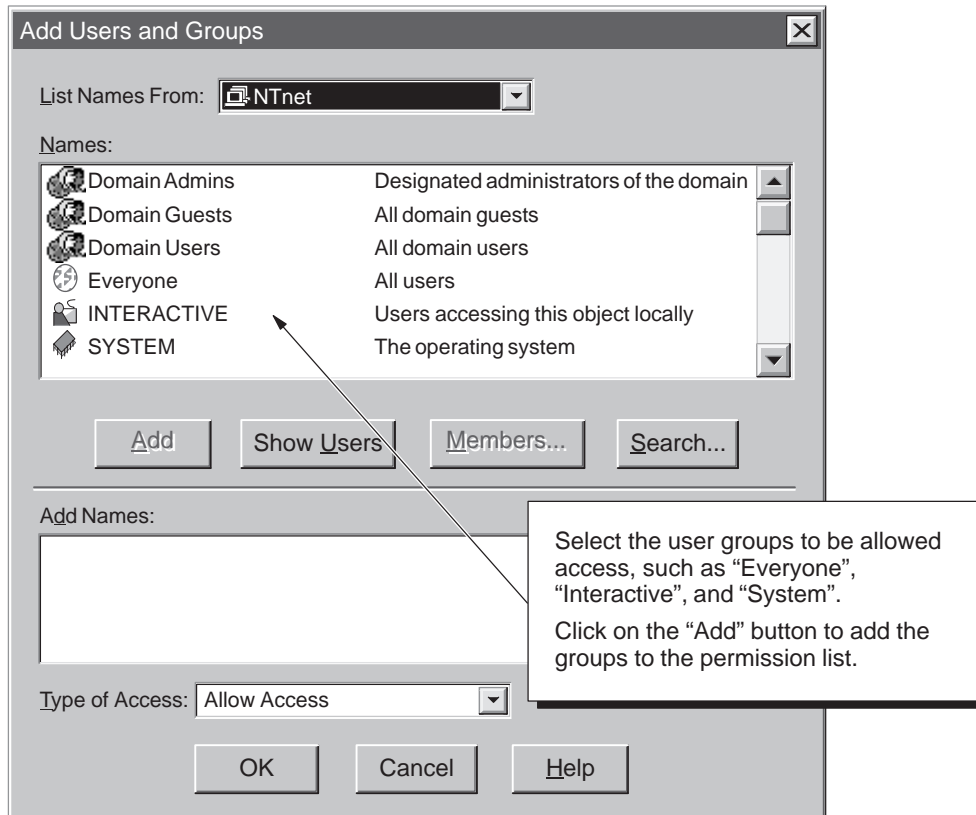 Add Users and Groups
List Names From: NTnet
Names:
Domain Admins Designated administrators of the domain
Domain Guests All domain guests
Domain Users All domain users
Everyone All users
INTERACTIVE Users accessing this object locally
SYSTEM The operating system
Add Show Users Members... Search...
Add Names:
Select the user groups to be allowed
access, such as “Everyone”,
“Interactive”, and “System”.
Click on the “Add” button to add the
groups to the permission list.
Type of Access: Allow Access
OK Cancel Help